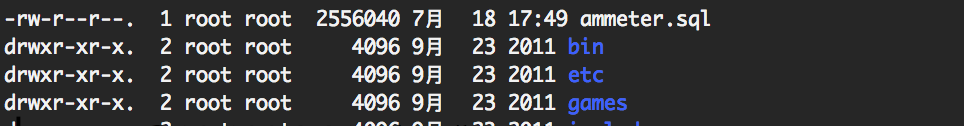 -rw-r--r--. 1 root root 2556040 7月 18 17:49 ammeter.sql
drwxr-xr-x. 2 root root 4096 9月 23 2011 bin
drwxr-xr-x. 2 root root 4096 9月 23 2011 etc
drwxr-xr-x. 2 root root 4096 9月 23 2011 games